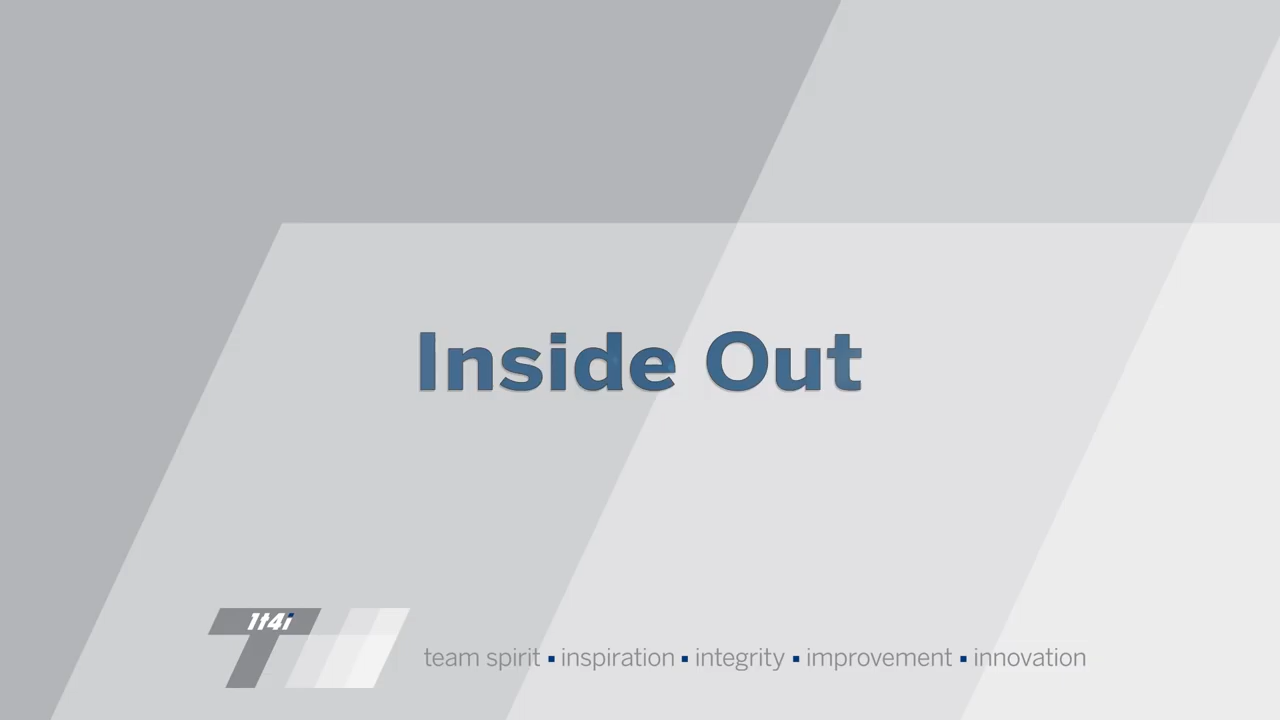 Inside Out
1t4i
team spirit ▪ inspiration ▪ integrity ▪ improvement ▪ innovation